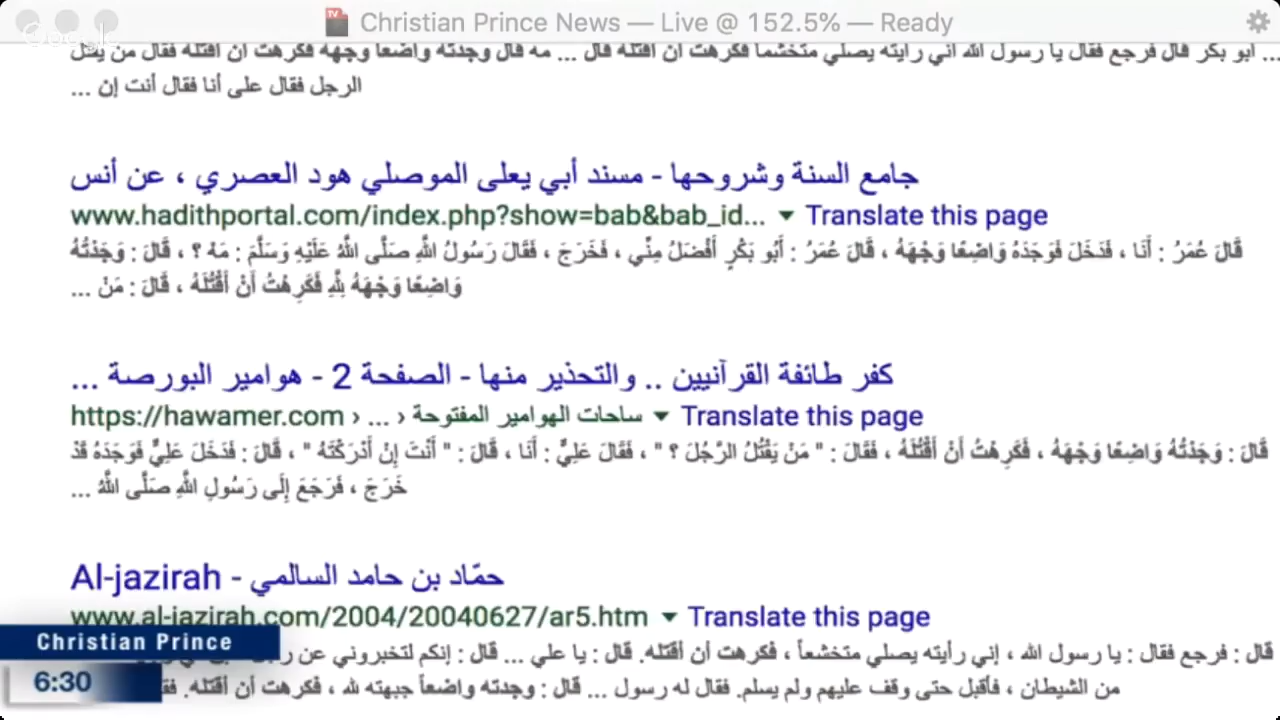 Google
Christian Prince News — Live @ 152.5% — Ready
... ابو بكر قال فرجع فقال يا رسول الله اني رايته يصلي متخشما فكرهت ان اقتله قال ... مه قال وجدته واضعا وجهه فكرهت ان اقتله فقال من يقتل
الرجل فقال على أنا فقال أنت إن ...
جامع السنة وشروحها - مسند أبي يعلى الموصلي هود العصري ، عن أنس
www.hadithportal.com/index.php?show=bab&bab_id... ▼ Translate this page
قَالَ عُمَرُ : أَنَا ، فَدَخَلَ فَوَجَدَهُ وَاضِعًا وَجْهَهُ ، قَالَ عُمَرُ : أَبُو بَكْرٍ أَفْضَلُ مِنِّي ، فَخَرَجَ ، فَقَالَ رَسُولُ اللَّهِ صَلَّى اللَّهُ عَلَيْهِ وَسَلَّمَ : مَهْ ؟ ، قَالَ : وَجَدْتُهُ
وَاضِعًا وَجْهَهُ لِلَّهِ فَكَرِهْتُ أَنْ أَقْتُلَهُ ، قَالَ : مَنْ ...
كفر طائفة القرآنيين .. والتحذير منها - الصفحة 2 - هوامير البورصة ...
https://hawamer.com › ... › ساحات الهوامير المفتوحة ▼ Translate this page
قَالَ : وَجَدْتُهُ وَاضِعًا وَجْهَهُ ، فَكَرِهْتُ أَنْ أَقْتُلَهُ ، فَقَالَ : " مَنْ يَقْتُلُ الرَّجُلَ ؟ " ، فَقَالَ عَلِيٌّ : أَنَا ، قَالَ : " أَنْتَ إِنْ أَدْرَكْتَهُ " ، قَالَ : فَدَخَلَ عَلِيٌّ فَوَجَدَهُ قَدْ
خَرَجَ ، فَرَجَعَ إِلَى رَسُولِ اللَّهِ صَلَّى اللَّهُ ...
Al-jazirah - حمّاد بن حامد السالمي
www.al-jazirah.com/2004/20040627/ar5.htm ▼ Translate this page
قال : فرجع فقال : يا رسول الله ، إني رأيته يصلي متخشعاً ، فكرهت أن أقتله. قال : يا علي ... قال : إنكم لتخبروني عن
من الشيطان ، فأقبل حتى وقف عليهم ولم يسلم. فقال له رسول ... قال : وجدته واضعاً جبهته لله ، فكرهت أن أقتله.
Christian Prince
6:30